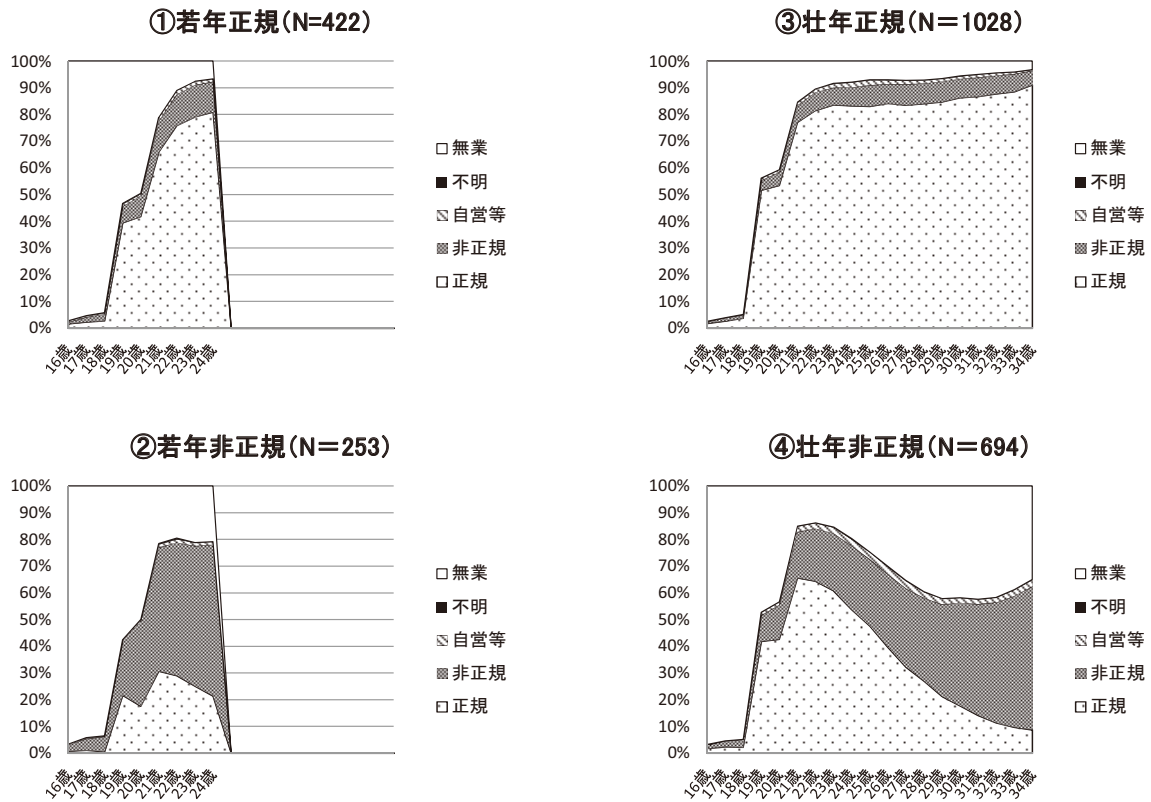 ①若年正規(N=422)
100%
90%
80%
70%
60%
50%
40%
30%
20%
10%
0%
16歳
17歳
18歳
19歳
20歳
21歳
22歳
23歳
24歳
□無業
■不明
自営等
非正規
正規
③壮年正規(N=1028)
100%
90%
80%
70%
60%
50%
40%
30%
20%
10%
0%
16歳
17歳
18歳
19歳
20歳
21歳
22歳
23歳
24歳
25歳
26歳
27歳
28歳
29歳
30歳
31歳
32歳
33歳
34歳
□無業
■不明
自営等
非正規
正規
②若年非正規(N=253)
100%
90%
80%
70%
60%
50%
40%
30%
20%
10%
0%
16歳
17歳
18歳
19歳
20歳
21歳
22歳
23歳
24歳
□無業
■不明
自営等
非正規
正規
④壮年非正規(N=694)
100%
90%
80%
70%
60%
50%
40%
30%
20%
10%
0%
16歳
17歳
18歳
19歳
20歳
21歳
22歳
23歳
24歳
25歳
26歳
27歳
28歳
29歳
30歳
31歳
32歳
33歳
34歳
□無業
■不明
自営等
非正規
正規